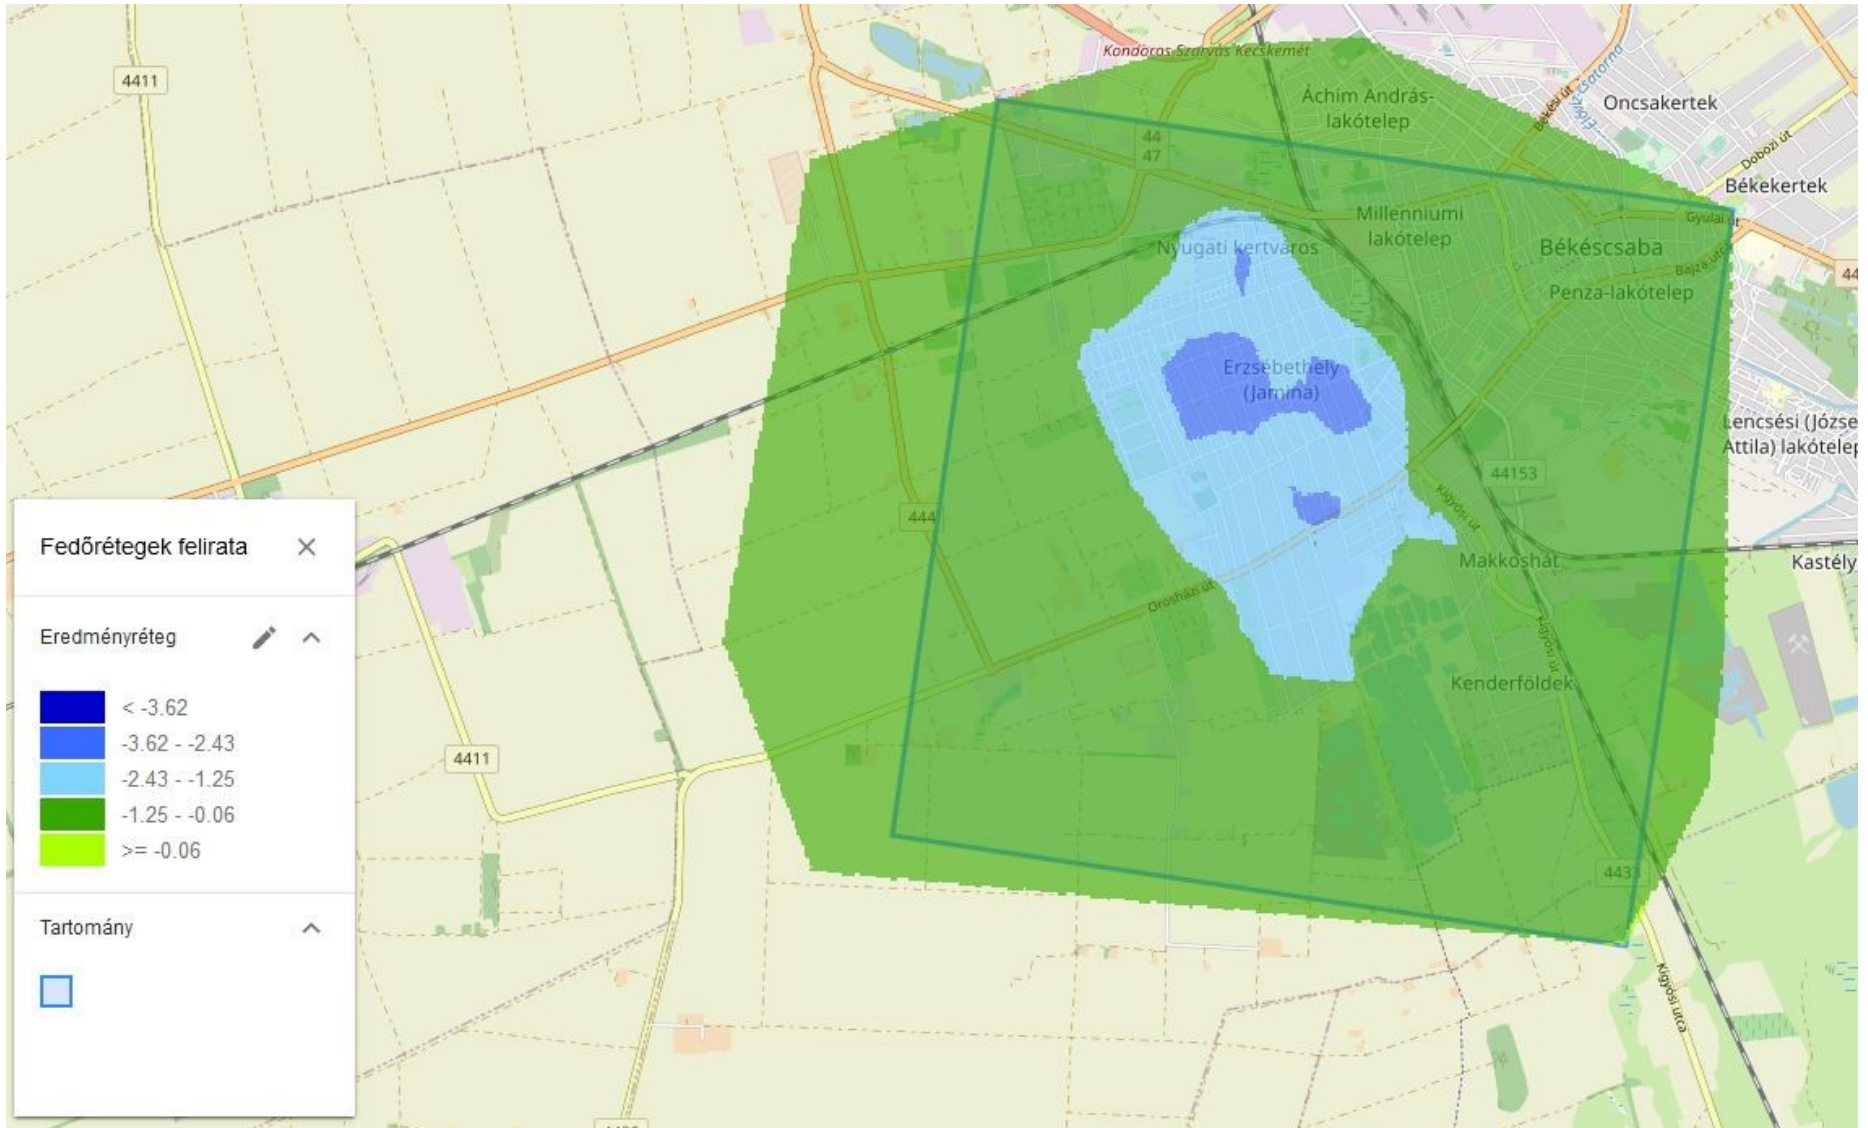 4411
Kondoros-Szarvas Kecskemét
Áchim András-
lakótelep
Békési út
Élővíz-csatorna
Oncsakertek
Dobozi út
44
47
Békekertek
Millenniumi
lakótelep
Gyulai út
Nyugati kertváros
Békéscsaba
Bajza utca
44
Penza-lakótelep
Erzsébethely
(Jamina)
Lencsési (Józse
Attila) lakótelep
44153
444
Kígyósi út
Makkoshát
Kastély
Orosházi út
Kígyósi út
Kenderföldek
4411
4433
Kígyósi utca
Fedőrétegek felirata
Eredményréteg
< -3.62
-3.62 - -2.43
-2.43 - -1.25
-1.25 - -0.06
>= -0.06
Tartomány